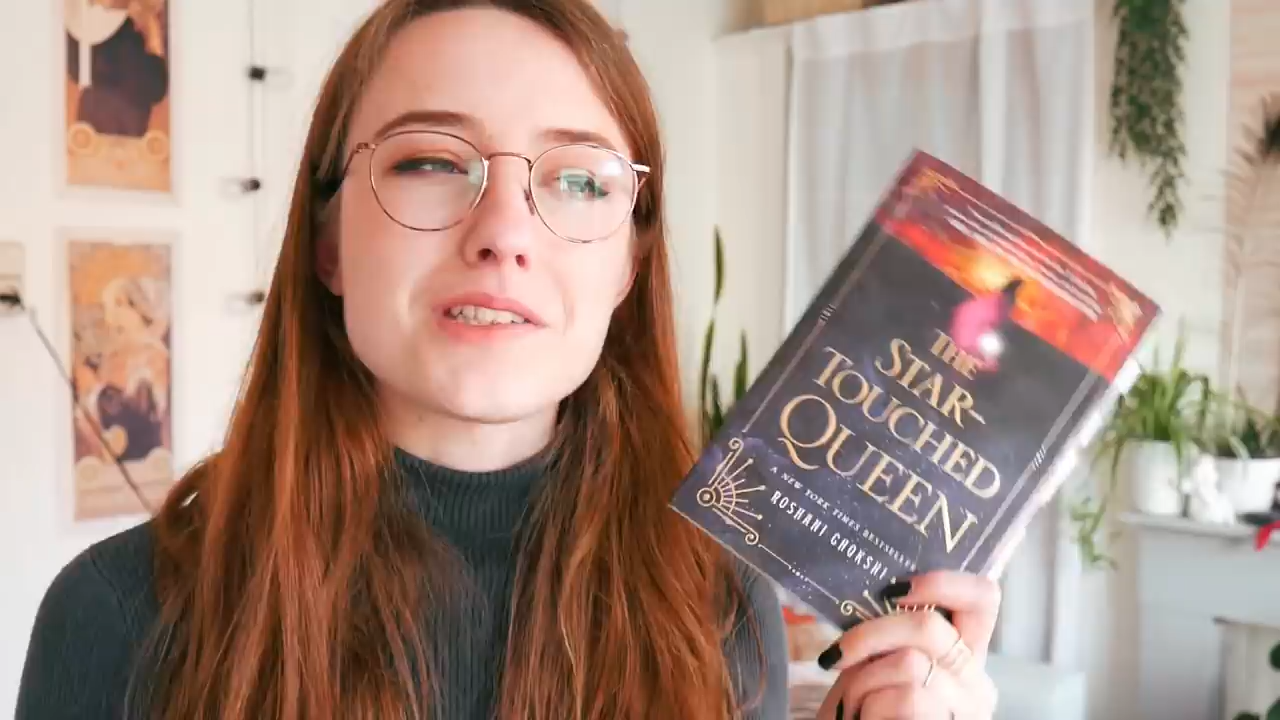 THE
STAR-
TOUCHED
QUEEN
A NEW YORK TIMES BESTSELLER
ROSHANI CHOKSHI